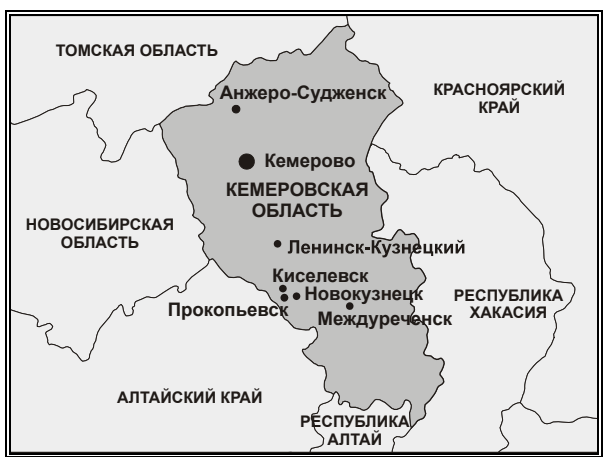 ТОМСКАЯ ОБЛАСТЬ
Анжеро-Судженск
КРАСНОЯРСКИЙ
КРАЙ
Кемерово
КЕМЕРОВСКАЯ
ОБЛАСТЬ
НОВОСИБИРСКАЯ
ОБЛАСТЬ
Ленинск-Кузнецкий
Киселевск
Новокузнецк
Прокопьевск
Междуреченск
РЕСПУБЛИКА
ХАКАСИЯ
АЛТАЙСКИЙ КРАЙ
РЕСПУБЛИКА
АЛТАЙ